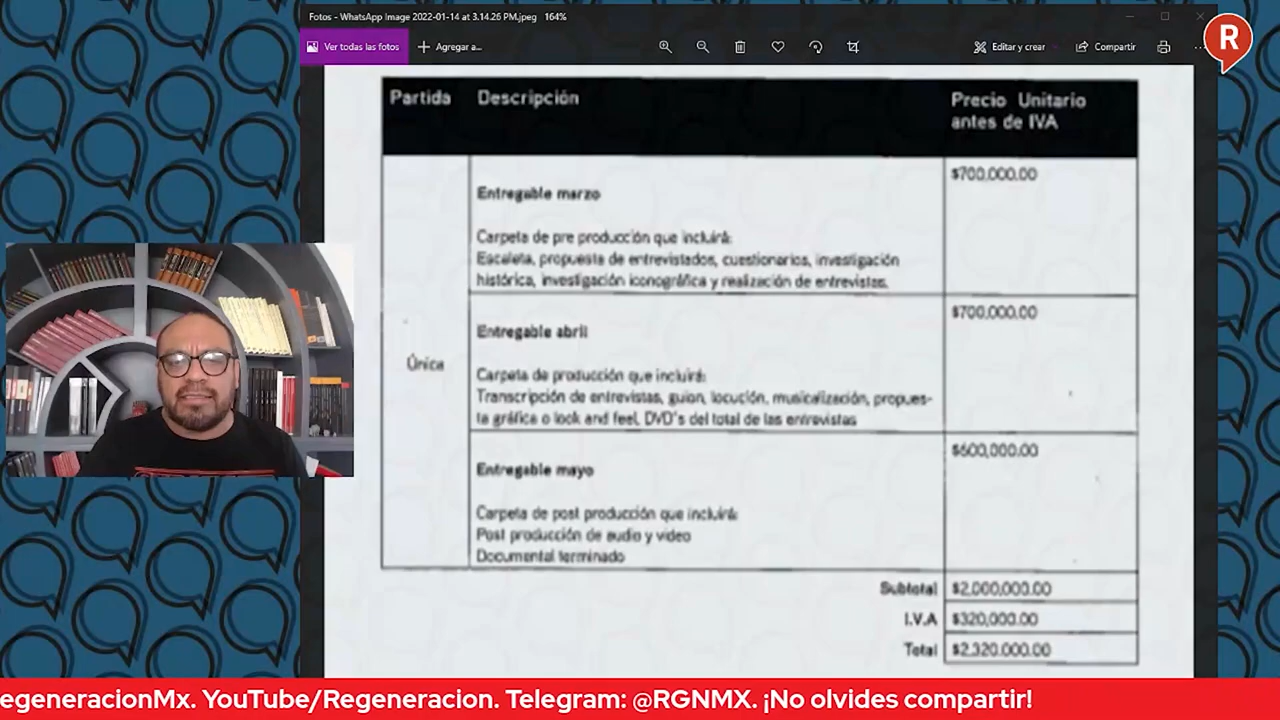 Fotos - WhatsApp Image 2022-01-14 at 3.14.26 PM.jpeg 164%
Ver todas las fotos
Agregar a...
Editar y crear
Compartir
R
Partida Descripción Precio Unitario
antes de IVA
Única
Entregable marzo
Carpeta de pre producción que incluirá:
Escaleta, propuesta de entrevistados, cuestionarios, investigación
histórica, investigación iconográfica y realización de entrevistas.
$700,000.00
Entregable abril
Carpeta de producción que incluirá:
Transcripción de entrevistas, guion, locución, musicalización, propues-
ta gráfica o look and feel, DVD's del total de las entrevistas
$700,000.00
Entregable mayo
Carpeta de post producción que incluirá:
Post producción de audio y video
Documental terminado
$600,000.00
Subtotal $2,000,000.00
I.V.A $320,000.00
Total $2,320,000.00
egeneracionMx. YouTube/Regeneracion. Telegram: @RGNMX. ¡No olvides compartir!